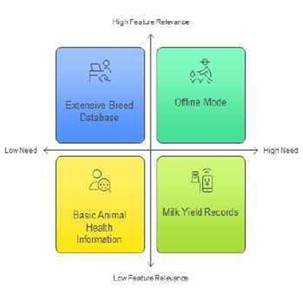 High Feature Relevance
Extensive Breed
Database
Offline Mode
Low Need
High Need
Basic Animal
Health
Information
Milk Yield Records
Low Feature Relevance